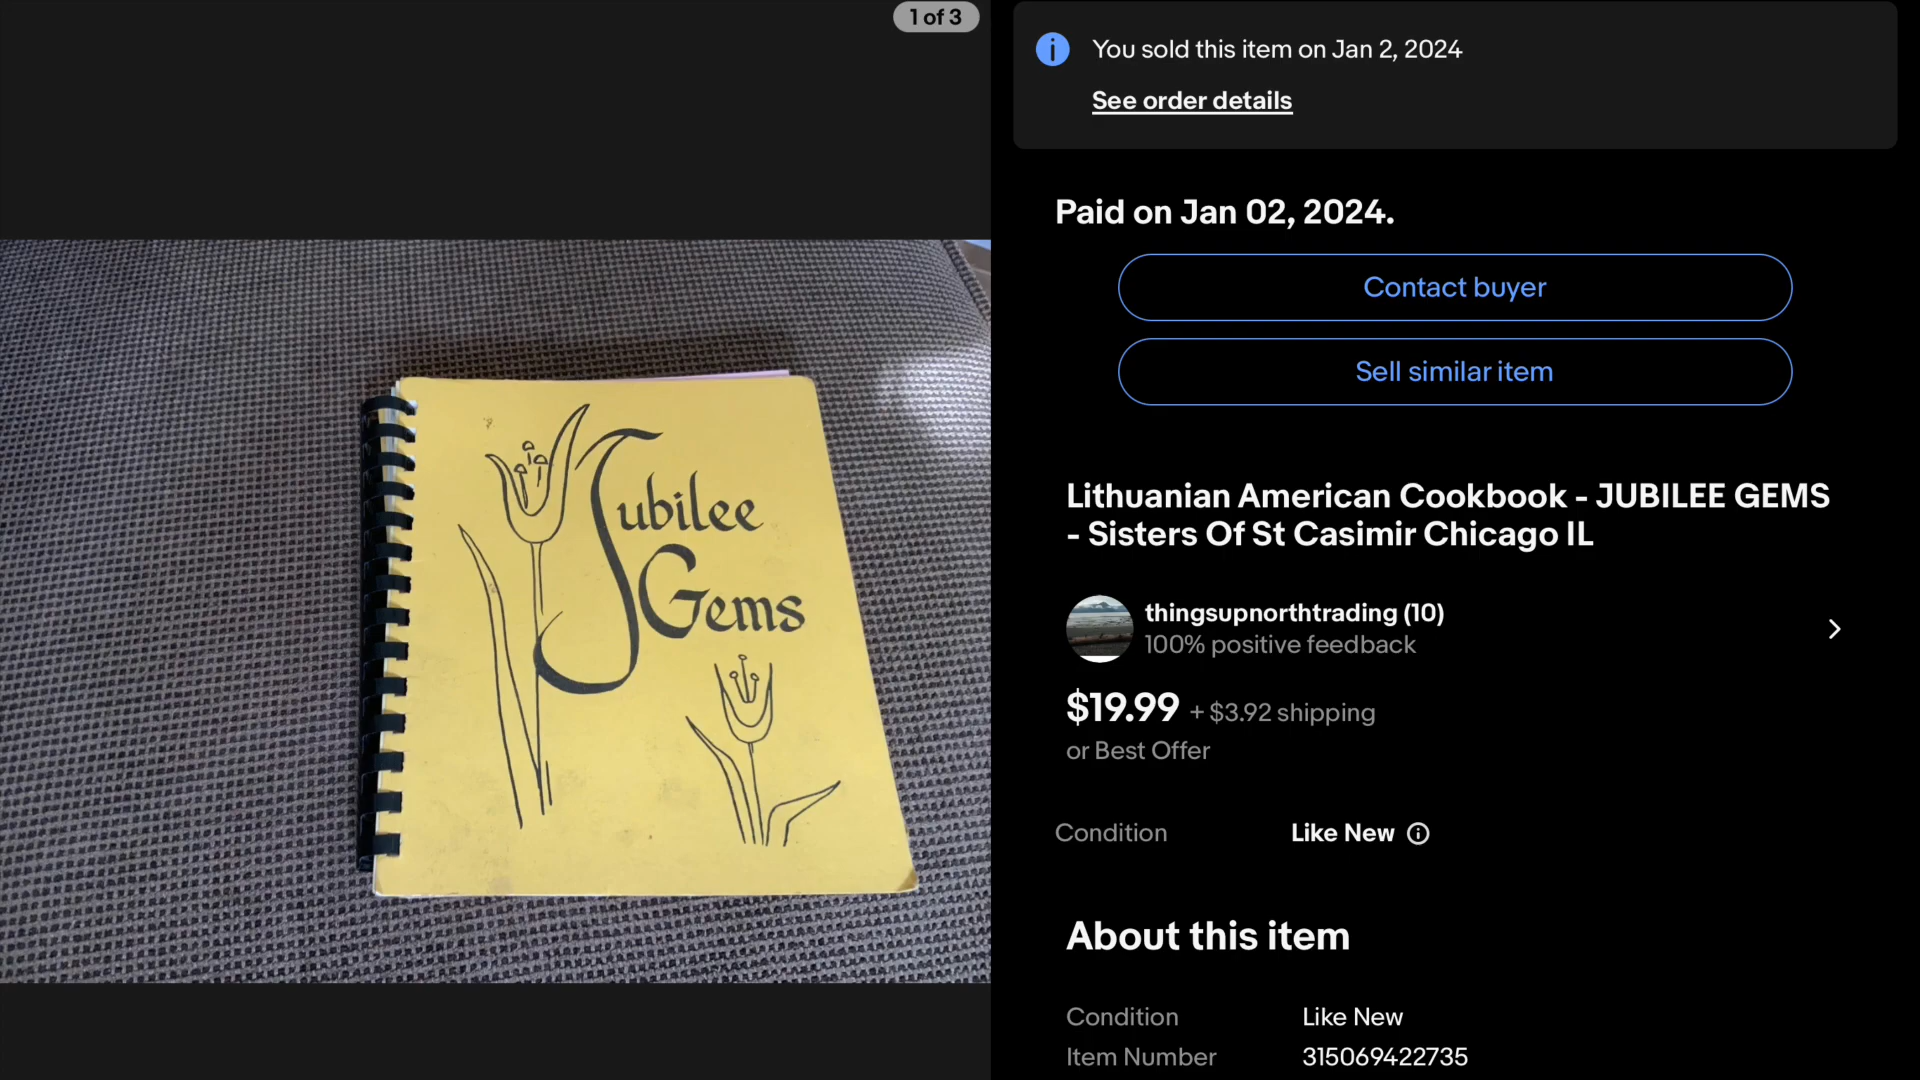 1 of 3
Jubilee
Gems
You sold this item on Jan 2, 2024
See order details
Paid on Jan 02, 2024.
Contact buyer
Sell similar item
Lithuanian American Cookbook - JUBILEE GEMS
- Sisters Of St Casimir Chicago IL
thingsupnorthtrading (10)
100% positive feedback
$19.99 + $3.92 shipping
or Best Offer
Condition Like New
About this item
Condition Like New
Item Number 315069422735